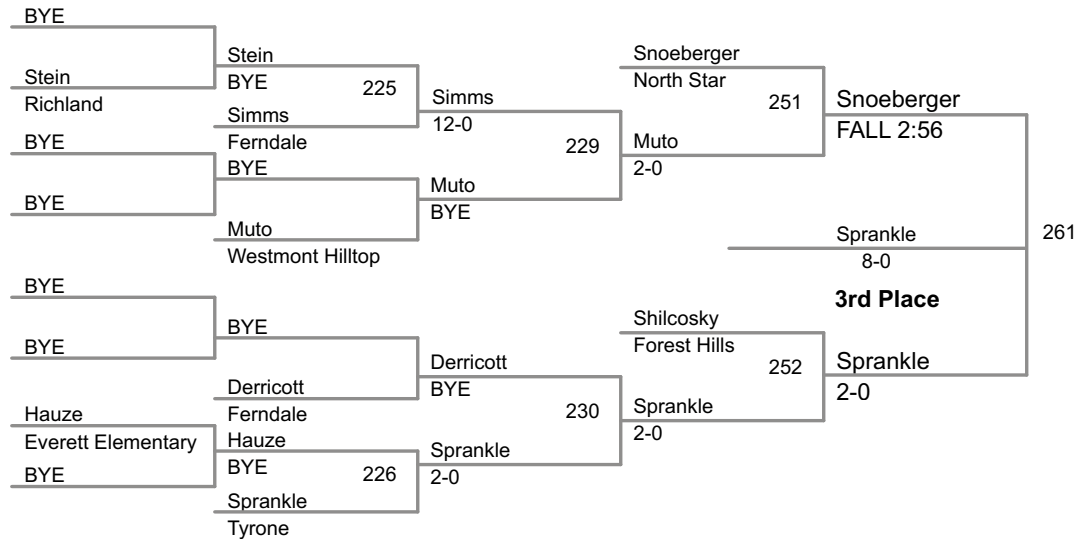 BYE
Stein
Richland
BYE
BYE
BYE
BYE
Hauze
Everett Elementary
BYE
Stein
BYE
225
Simms
Ferndale
BYE
Muto
Westmont Hilltop
BYE
Derricott
Ferndale
Hauze
BYE
226
Sprankle
Tyrone
Simms
12-0
229
Muto
BYE
Derricott
BYE
230
Sprankle
2-0
Snoeberger
North Star
251
Muto
2-0
Shilcosky
Forest Hills
252
Sprankle
2-0
Snoeberger
FALL 2:56
Sprankle
8-0
261
3rd Place
Sprankle
2-0